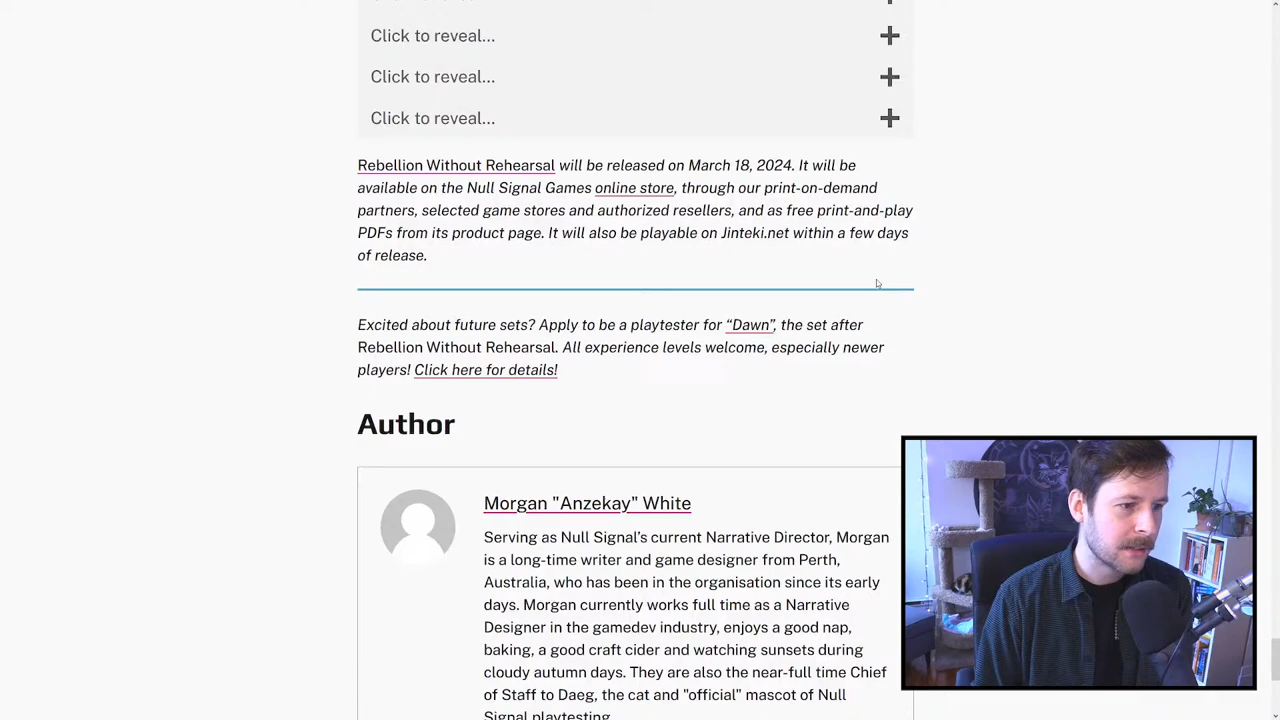 Click to reveal...
Click to reveal...
Click to reveal...
Rebellion Without Rehearsal will be released on March 18, 2024. It will be
available on the Null Signal Games online store, through our print-on-demand
partners, selected game stores and authorized resellers, and as free print-and-play
PDFs from its product page. It will also be playable on Jinteki.net within a few days
of release.
Excited about future sets? Apply to be a playtester for “Dawn”, the set after
Rebellion Without Rehearsal. All experience levels welcome, especially newer
players! Click here for details!
Author
Morgan "Anzekay" White
Serving as Null Signal’s current Narrative Director, Morgan
is a long-time writer and game designer from Perth,
Australia, who has been in the organisation since its early
days. Morgan currently works full time as a Narrative
Designer in the gamedev industry, enjoys a good nap,
baking, a good craft cider and watching sunsets during
cloudy autumn days. They are also the near-full time Chief
of Staff to Daeg, the cat and "official" mascot of Null
Signal playtesting.